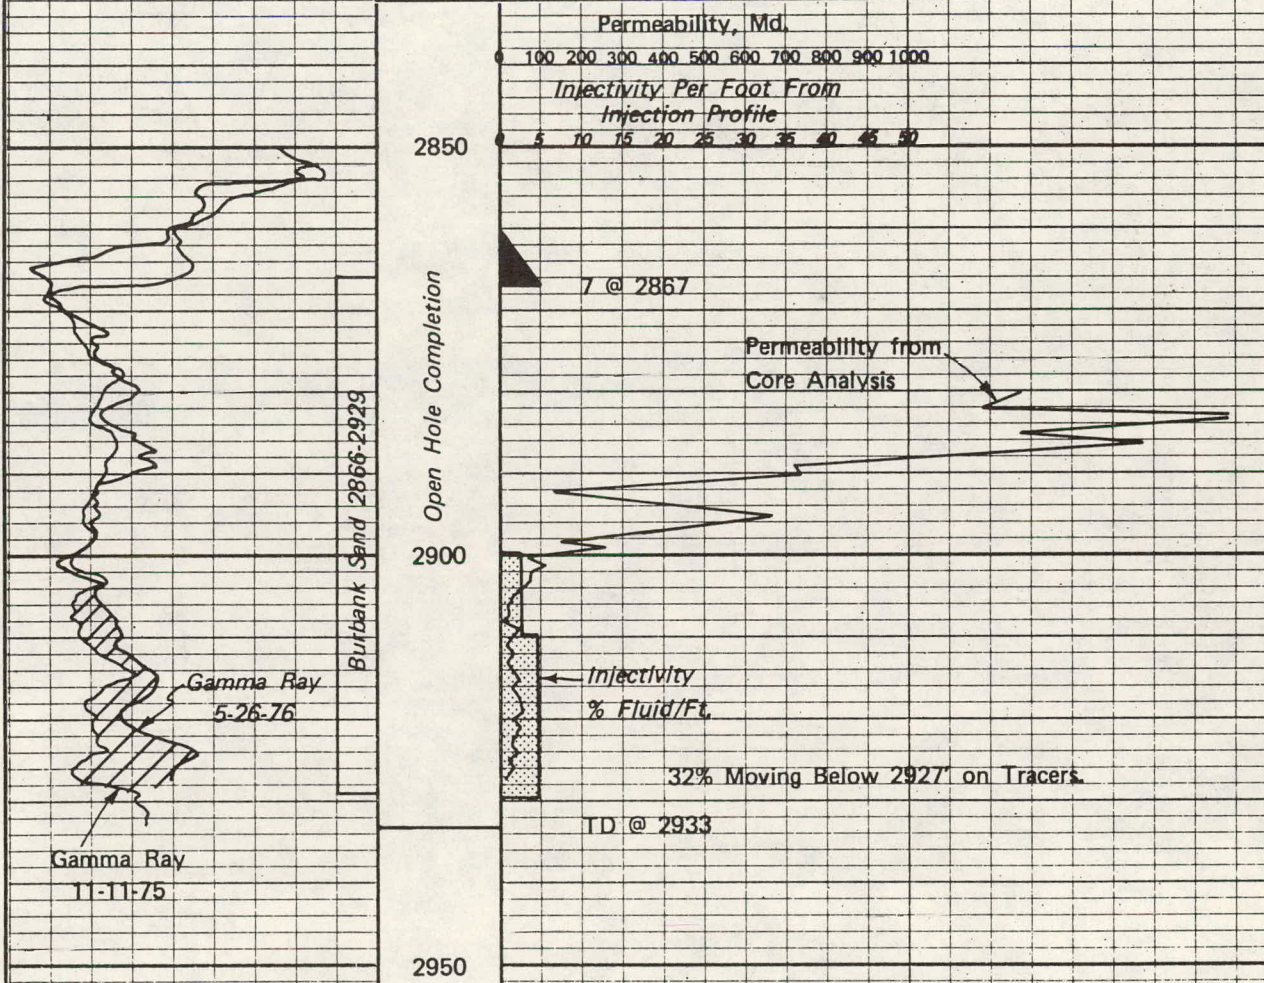 Permeability, Md.
0 100 200 300 400 500 600 700 800 900 1000
Injectivity Per Foot From
Injection Profile
0 5 10 15 20 25 30 35 40 45 50
2850
7 @ 2867
Open Hole Completion
Permeability from
Core Analysis
Burbank Sand 2866-2929
2900
Gamma Ray
5-26-76
Injectivity
% Fluid/Ft.
32% Moving Below 2927' on Tracers.
TD @ 2933
Gamma Ray
11-11-75
2950